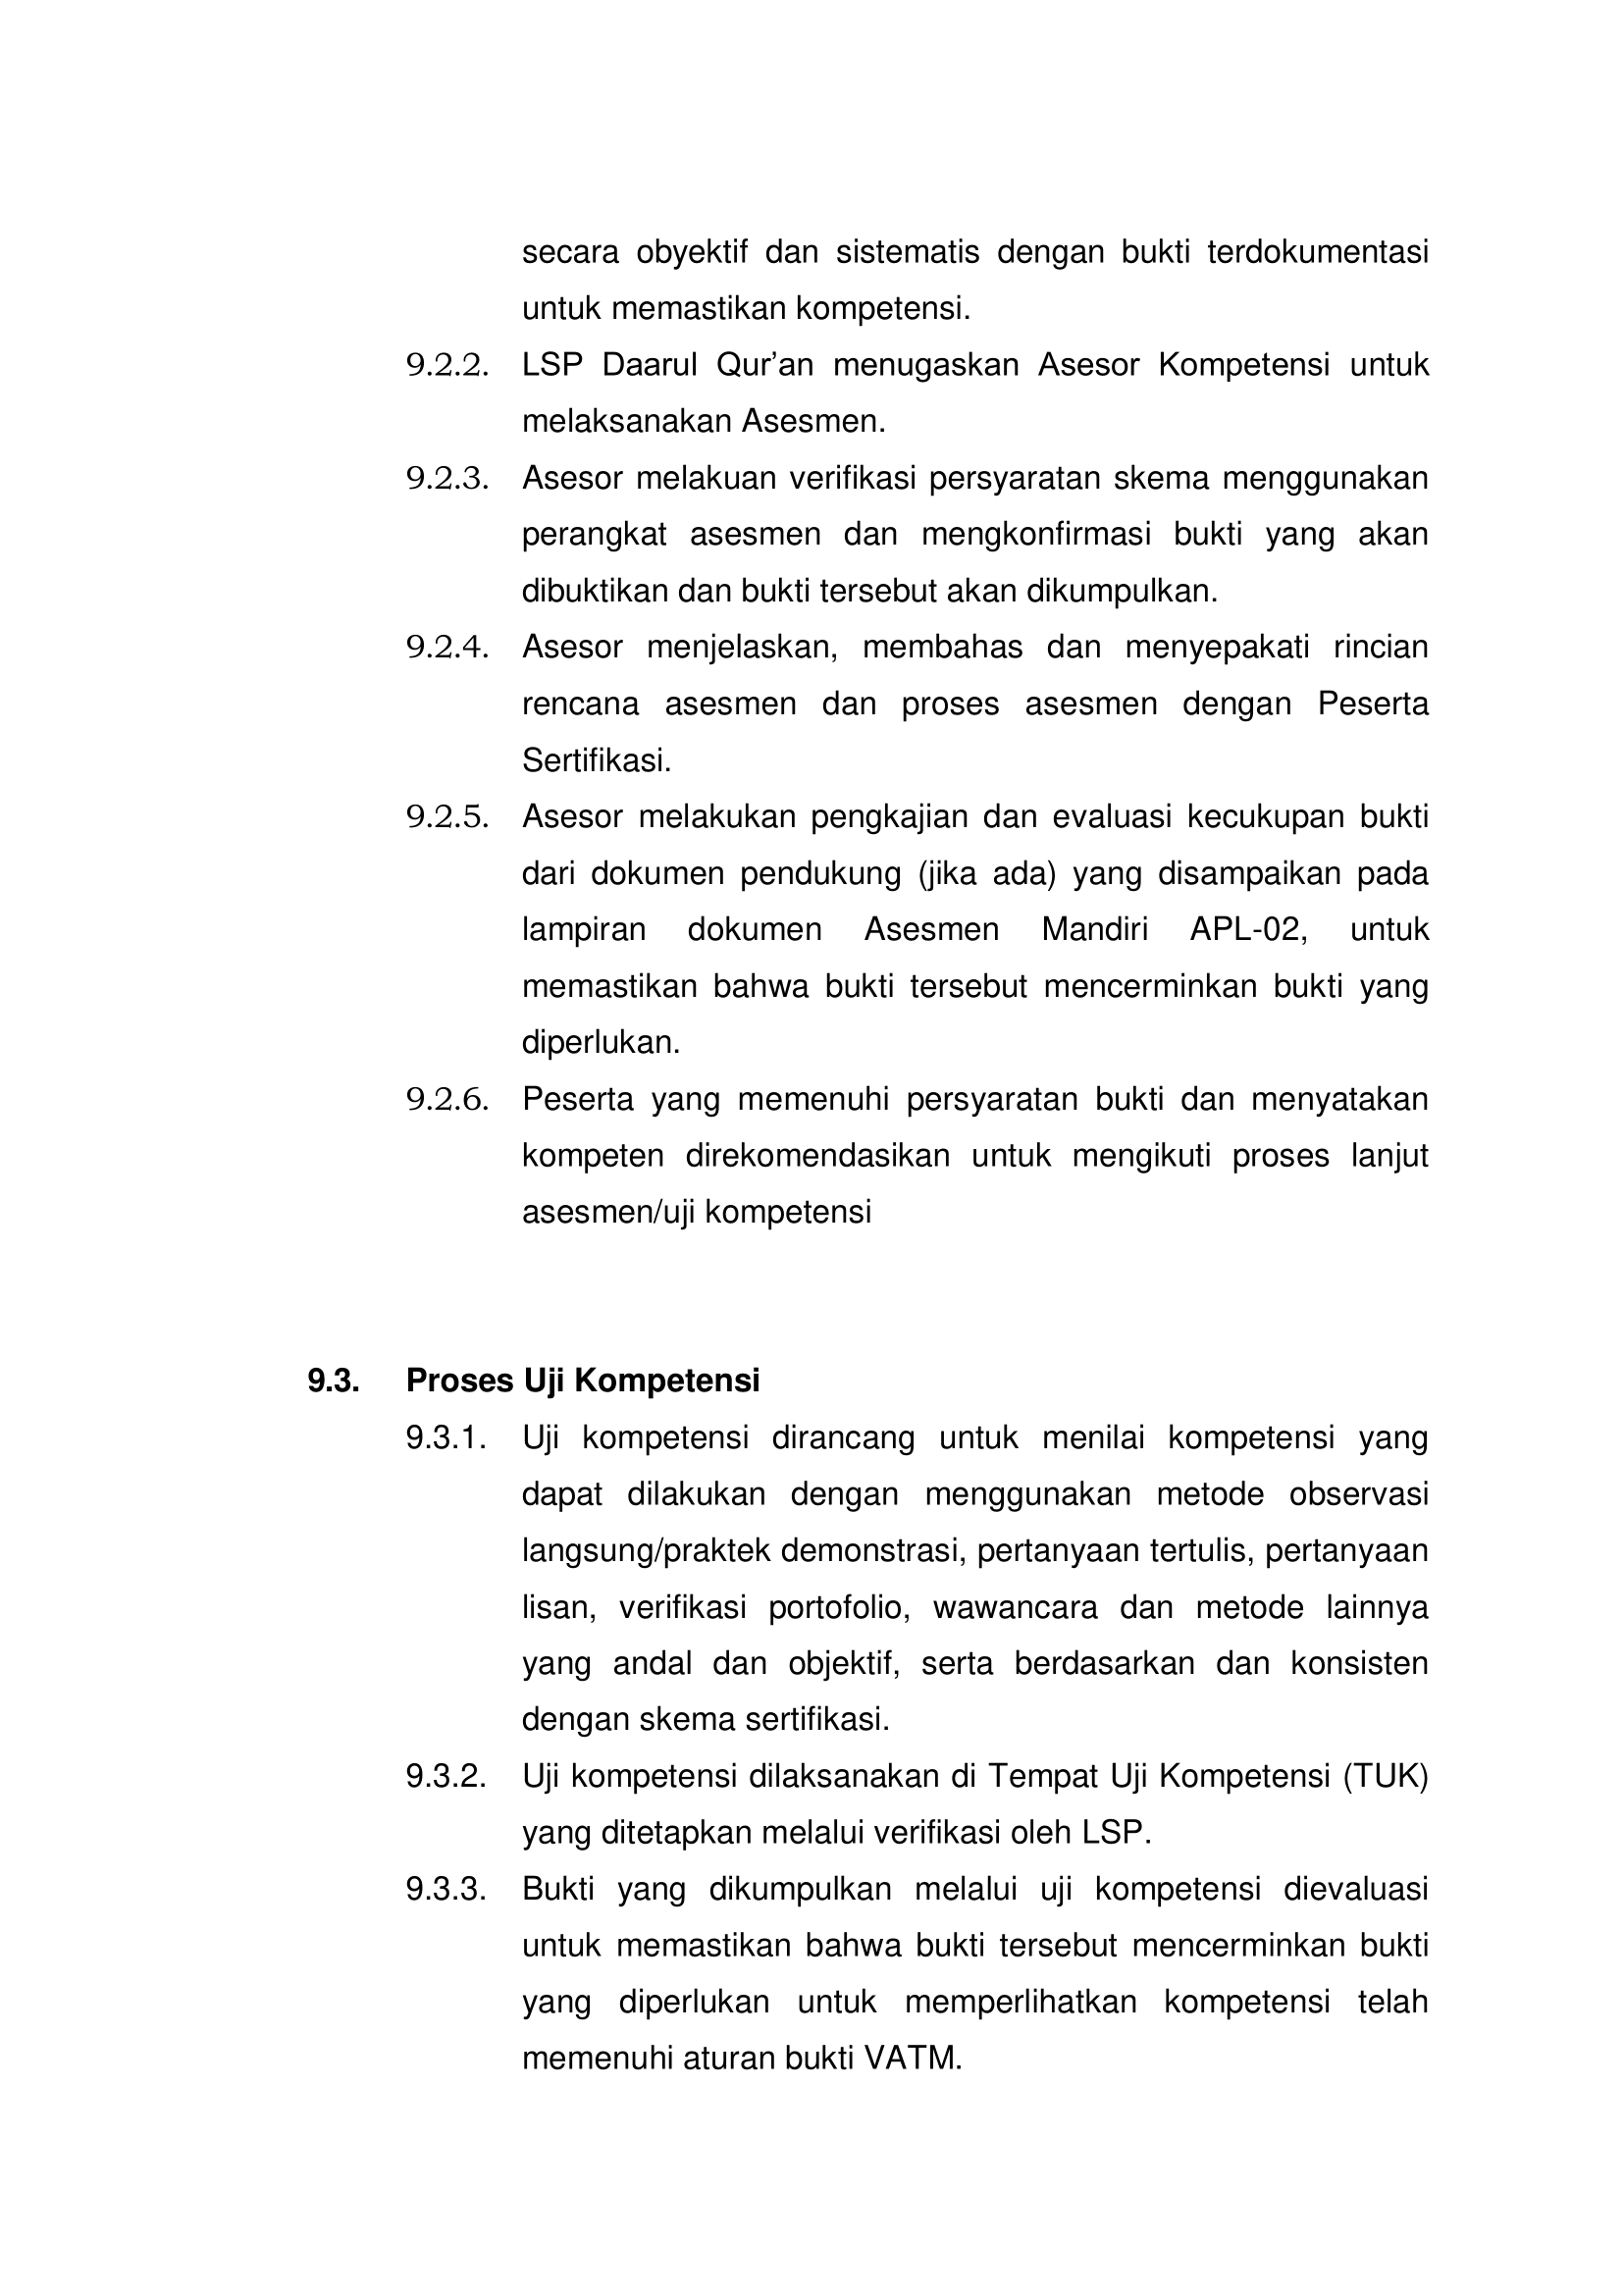 secara obyektif dan sistematis dengan bukti terdokumentasi
untuk memastikan kompetensi.
9.2.2. LSP Daarul Qur’an menugaskan Asesor Kompetensi untuk
melaksanakan Asesmen.
9.2.3. Asesor melakuan verifikasi persyaratan skema menggunakan
perangkat asesmen dan mengkonfirmasi bukti yang akan
dibuktikan dan bukti tersebut akan dikumpulkan.
9.2.4. Asesor menjelaskan, membahas dan menyepakati rincian
rencana asesmen dan proses asesmen dengan Peserta
Sertifikasi.
9.2.5. Asesor melakukan pengkajian dan evaluasi kecukupan bukti
dari dokumen pendukung (jika ada) yang disampaikan pada
lampiran dokumen Asesmen Mandiri APL-02, untuk
memastikan bahwa bukti tersebut mencerminkan bukti yang
diperlukan.
9.2.6. Peserta yang memenuhi persyaratan bukti dan menyatakan
kompeten direkomendasikan untuk mengikuti proses lanjut
asesmen/uji kompetensi
9.3. Proses Uji Kompetensi
9.3.1. Uji kompetensi dirancang untuk menilai kompetensi yang
dapat dilakukan dengan menggunakan metode observasi
langsung/praktek demonstrasi, pertanyaan tertulis, pertanyaan
lisan, verifikasi portofolio, wawancara dan metode lainnya
yang andal dan objektif, serta berdasarkan dan konsisten
dengan skema sertifikasi.
9.3.2. Uji kompetensi dilaksanakan di Tempat Uji Kompetensi (TUK)
yang ditetapkan melalui verifikasi oleh LSP.
9.3.3. Bukti yang dikumpulkan melalui uji kompetensi dievaluasi
untuk memastikan bahwa bukti tersebut mencerminkan bukti
yang diperlukan untuk memperlihatkan kompetensi telah
memenuhi aturan bukti VATM.